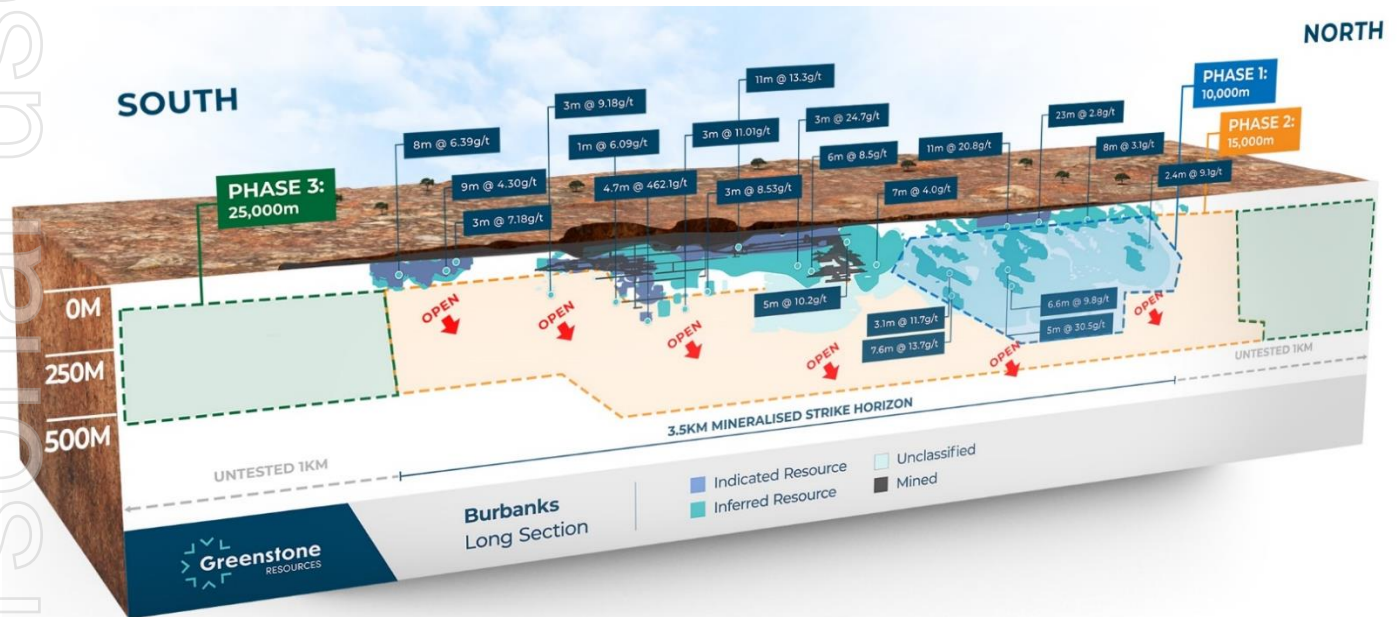 NORTH
SOUTH
PHASE 1:
10,000m
PHASE 2:
15,000m
PHASE 3:
25,000m
11m @ 13.3g/t
3m @ 9.18g/t
3m @ 24.7g/t
23m @ 2.8g/t
8m @ 6.39g/t
1m @ 6.09g/t
3m @ 11.01g/t
6m @ 8.5g/t
11m @ 20.8g/t
8m @ 3.1g/t
9m @ 4.30g/t
4.7m @ 462.1g/t
3m @ 8.53g/t
7m @ 4.0g/t
2.4m @ 9.1g/t
3m @ 7.18g/t
5m @ 10.2g/t
3.1m @ 11.7g/t
7.6m @ 13.7g/t
6.6m @ 9.8g/t
5m @ 30.5g/t
0M
250M
500M
OPEN
OPEN
OPEN
OPEN
OPEN
OPEN
UNTESTED 1KM
3.5KM MINERALISED STRIKE HORIZON
UNTESTED 1KM
Burbanks
Long Section
Indicated Resource
Inferred Resource
Unclassified
Mined
Greenstone
RESOURCES